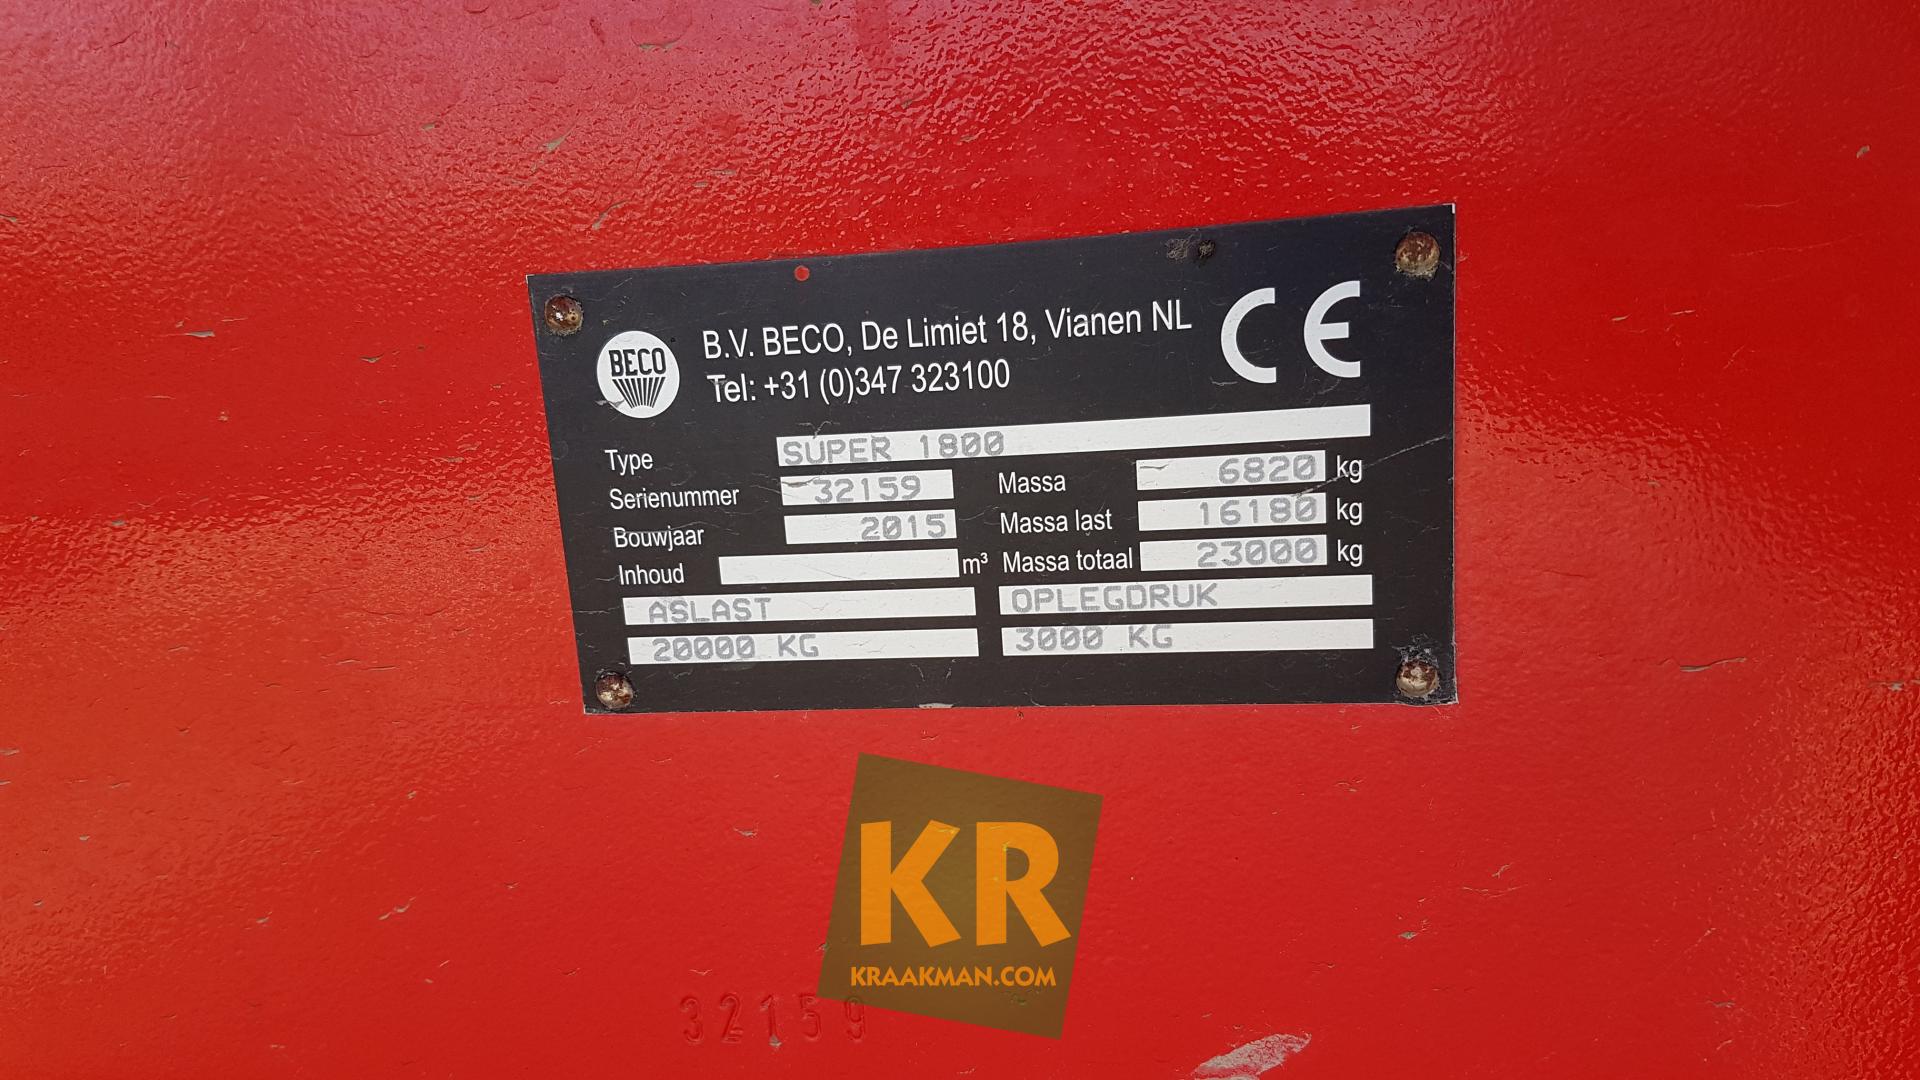 BECO
B.V. BECO, De Limiet 18, Vianen NL
Tel: +31 (0)347 323100
CE
Type SUPER 1800
Serienummer 32159
Massa 6820 kg
Bouwjaar 2015
Massa last 16180 kg
Inhoud m³
Massa totaal 23000 kg
ASLAST
OPLEGDRUK
20000 KG
3000 KG
KR
KRAAKMAN.COM
32159